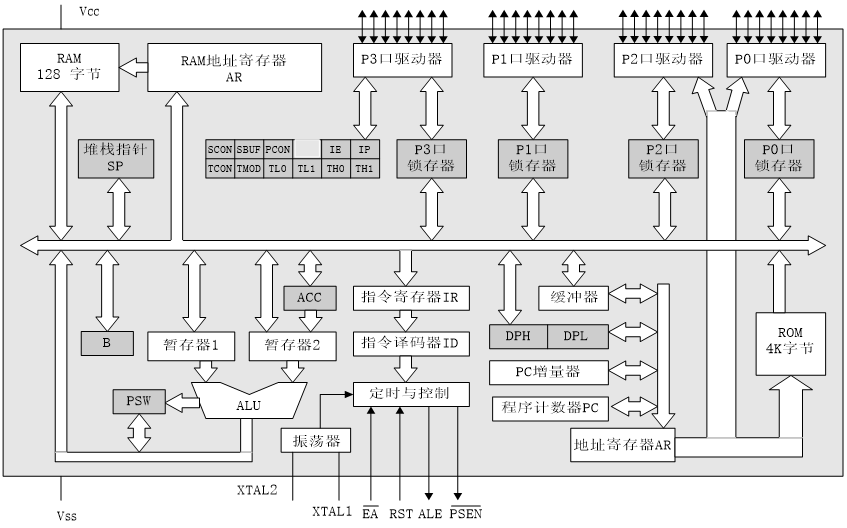 Vcc
RAM
128 字节
RAM地址寄存器
AR
P3口驱动器
P1口驱动器
P2口驱动器
P0口驱动器
堆栈指针
SP
SCON SBUF PCON IE IP
TCON TMOD TL0 TL1 TH0 TH1
P3口
锁存器
P1口
锁存器
P2口
锁存器
P0口
锁存器
ACC
指令寄存器IR
缓冲器
B
暂存器1
暂存器2
指令译码器ID
DPH DPL
ROM
4K字节
PC增量器
PSW
ALU
定时与控制
程序计数器PC
振荡器
地址寄存器AR
XTAL2
XTAL1
EA
RST
ALE
PSEN
Vss